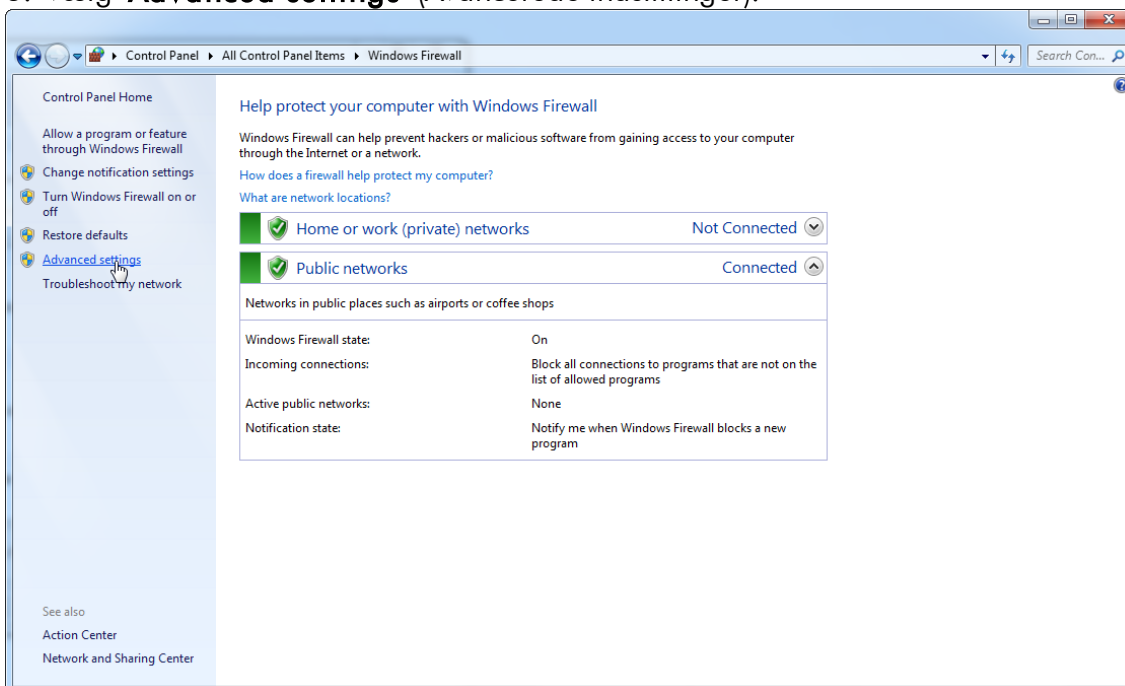 "Advanced settings" (Avancerede indstillinger).
Control Panel ▸ All Control Panel Items ▸ Windows Firewall
Search Con...
Control Panel Home
Allow a program or feature
through Windows Firewall
Change notification settings
Turn Windows Firewall on or
off
Restore defaults
Advanced settings
Troubleshoot my network
See also
Action Center
Network and Sharing Center
Help protect your computer with Windows Firewall
Windows Firewall can help prevent hackers or malicious software from gaining access to your computer
through the Internet or a network.
How does a firewall help protect my computer?
What are network locations?
Home or work (private) networks Not Connected
Public networks Connected
Networks in public places such as airports or coffee shops
Windows Firewall state: On
Incoming connections: Block all connections to programs that are not on the
list of allowed programs
Active public networks: None
Notification state: Notify me when Windows Firewall blocks a new
program